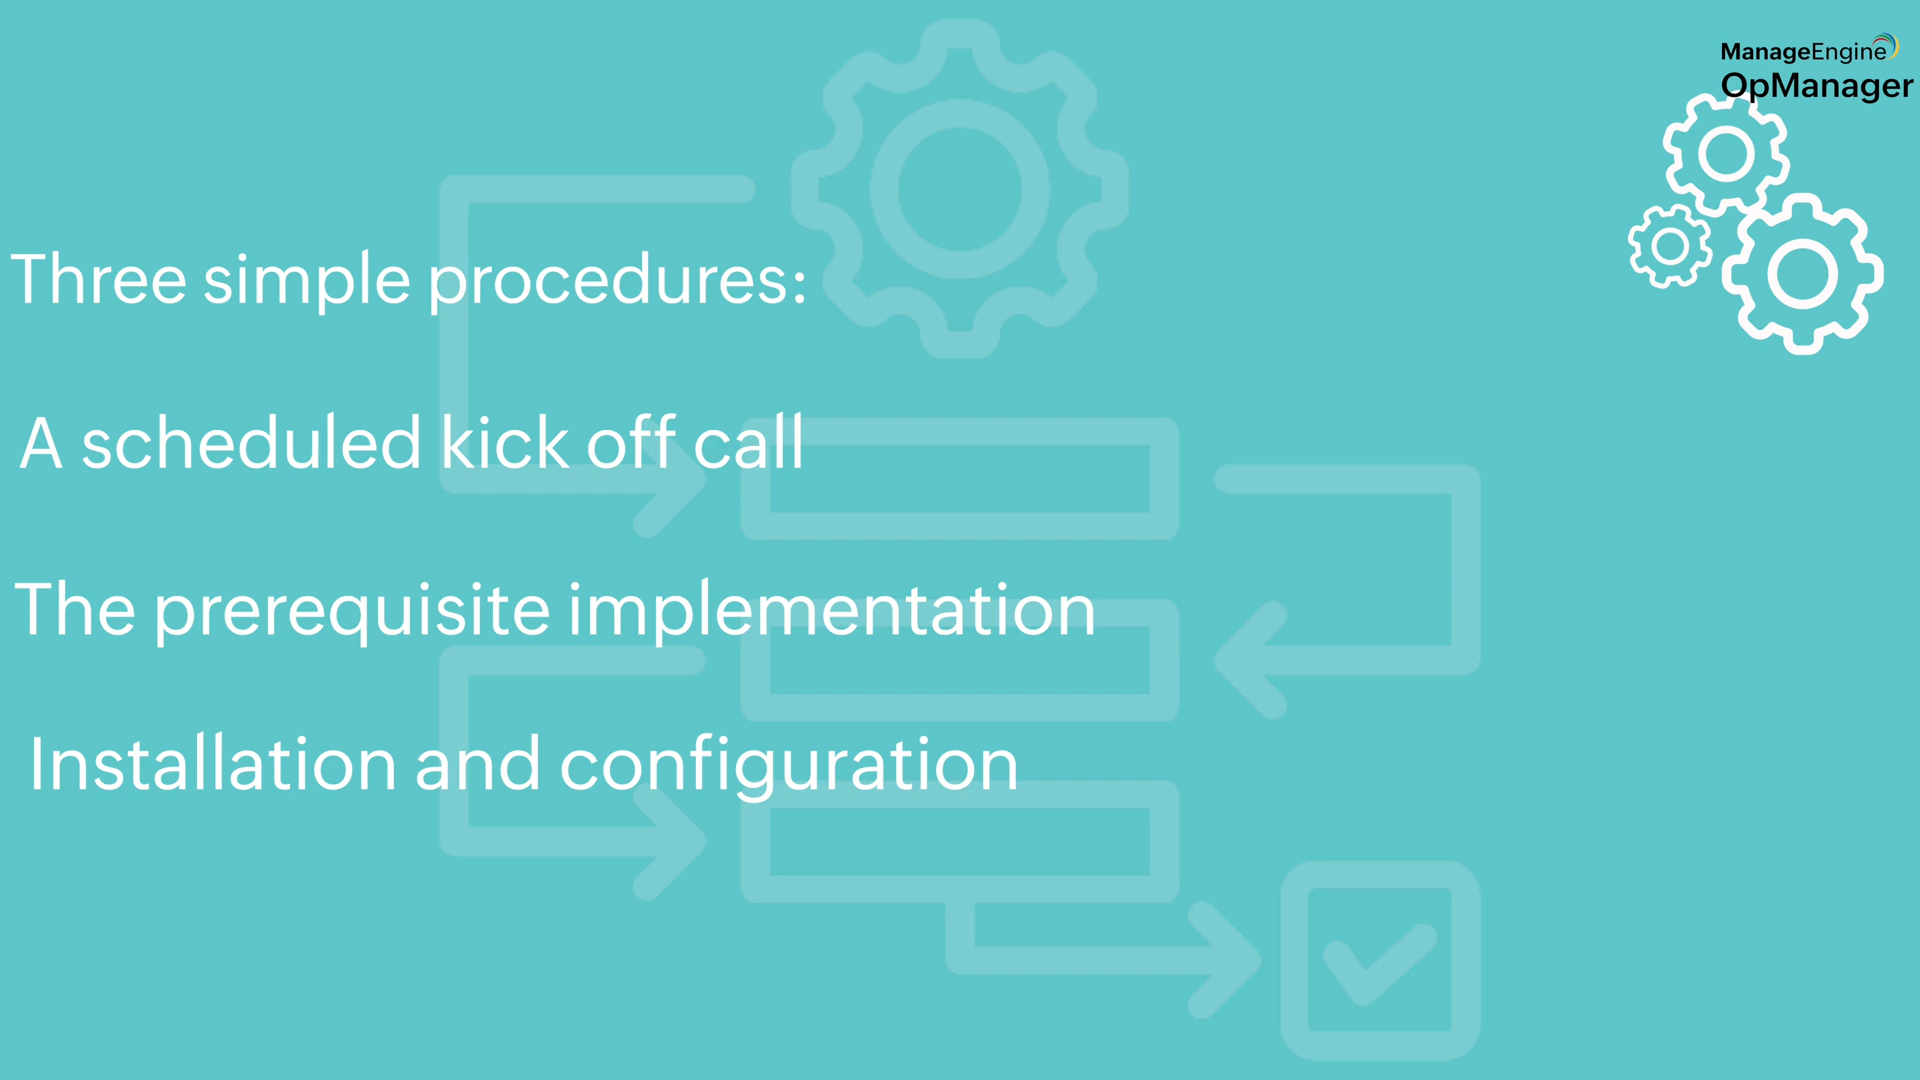 ManageEngine
OpManager
Three simple procedures:
A scheduled kick off call
The prerequisite implementation
Installation and configuration